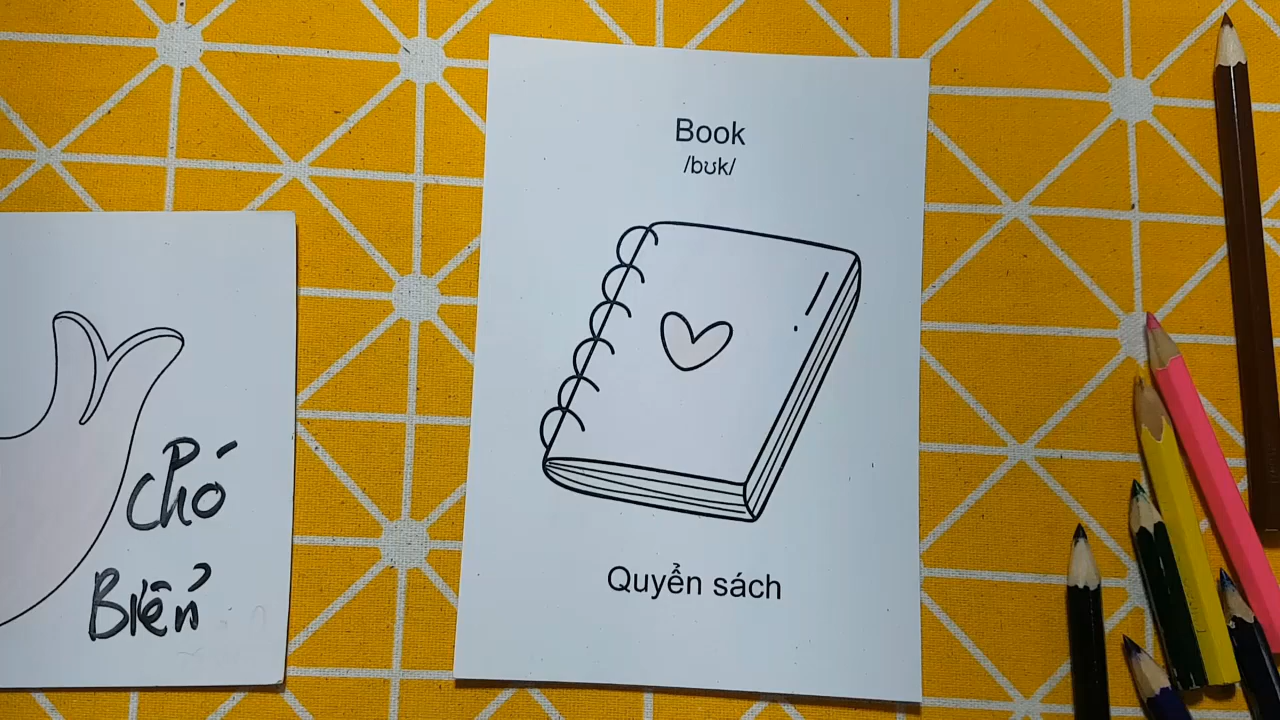 Book
/bʊk/
Quyển sách
Chó
Biển